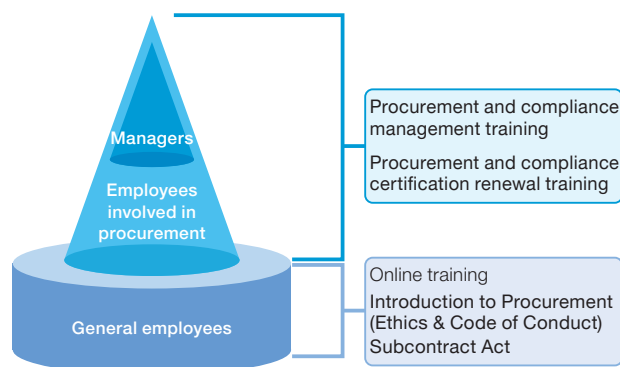 Managers
Employees
involved in
procurement
General employees
Procurement and compliance
management training
Procurement and compliance
certification renewal training
Online training
Introduction to Procurement
(Ethics & Code of Conduct)
Subcontract Act